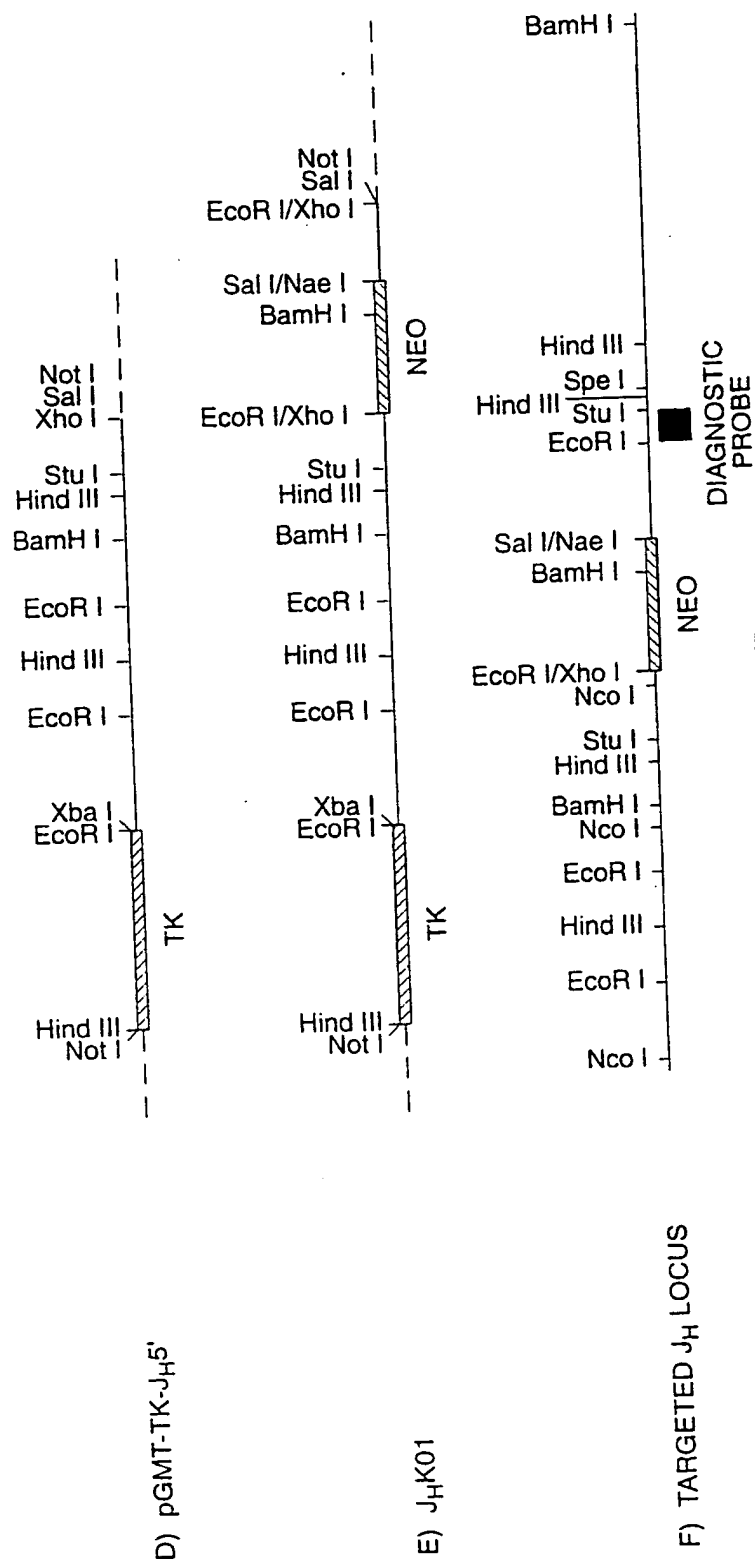 D) pGMT-TK-JH5'
Not I
Hind III
TK
EcoR I
Xba I
EcoR I
Hind III
EcoR I
BamH I
Hind III
Stu I
Xho I
Sal I
Not I
E) JHK01
Not I
Hind III
TK
EcoR I
Xba I
EcoR I
Hind III
EcoR I
BamH I
Hind III
Stu I
EcoR I/Xho I
NEO
BamH I
Sal I/Nae I
EcoR I/Xho I
Sal I
Not I
F) TARGETED JH LOCUS
Nco I
EcoR I
Hind III
EcoR I
Nco I
BamH I
Hind III
Stu I
Nco I
EcoR I/Xho I
NEO
BamH I
Sal I/Nae I
EcoR I
Stu I
Hind III
Spe I
Hind III
BamH I
DIAGNOSTIC
PROBE